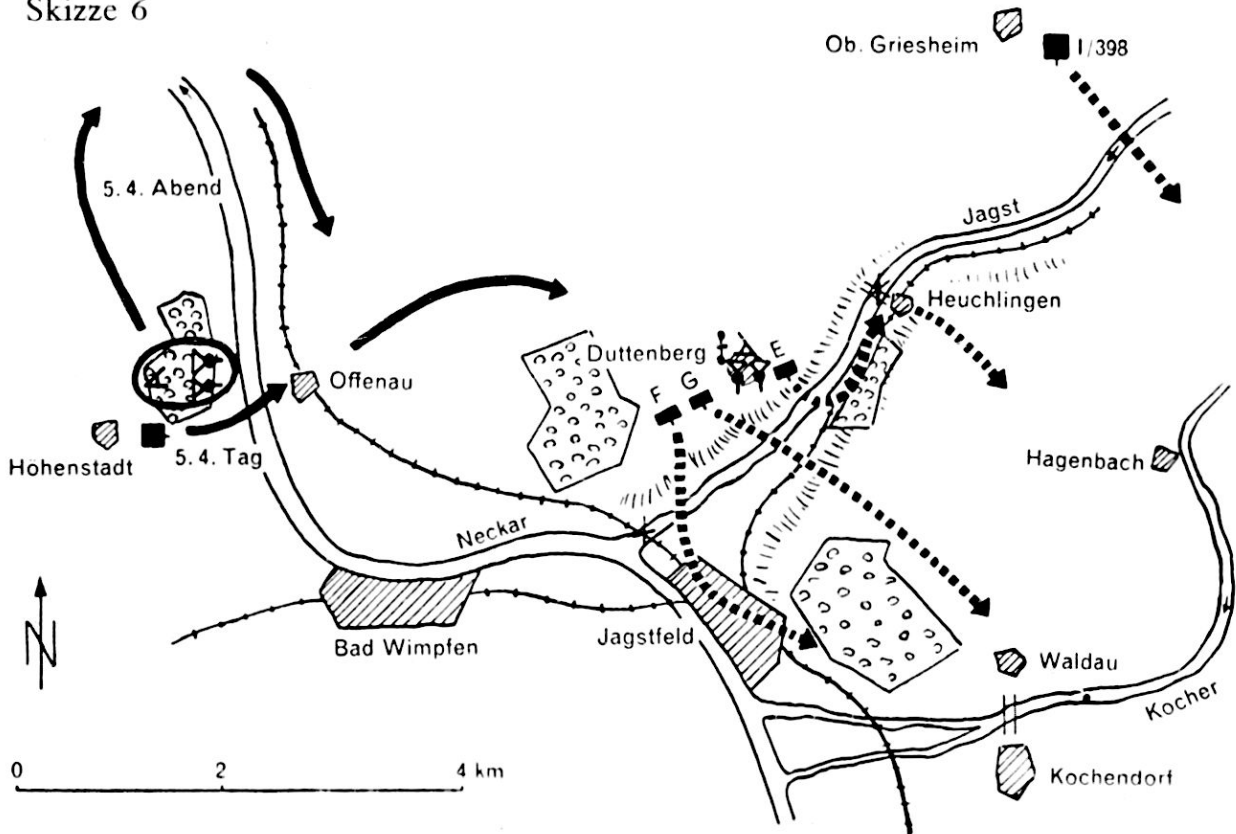 Skizze 6
Ob. Griesheim
I/398
5.4. Abend
Jagst
Heuchlingen
Duttenberg
E
Offenau
F
G
5.4. Tag
Höhenstadt
Hagenbach
Neckar
Jagstfeld
Bad Wimpfen
Waldau
Kocher
N
0 2 4 km
Kochendorf